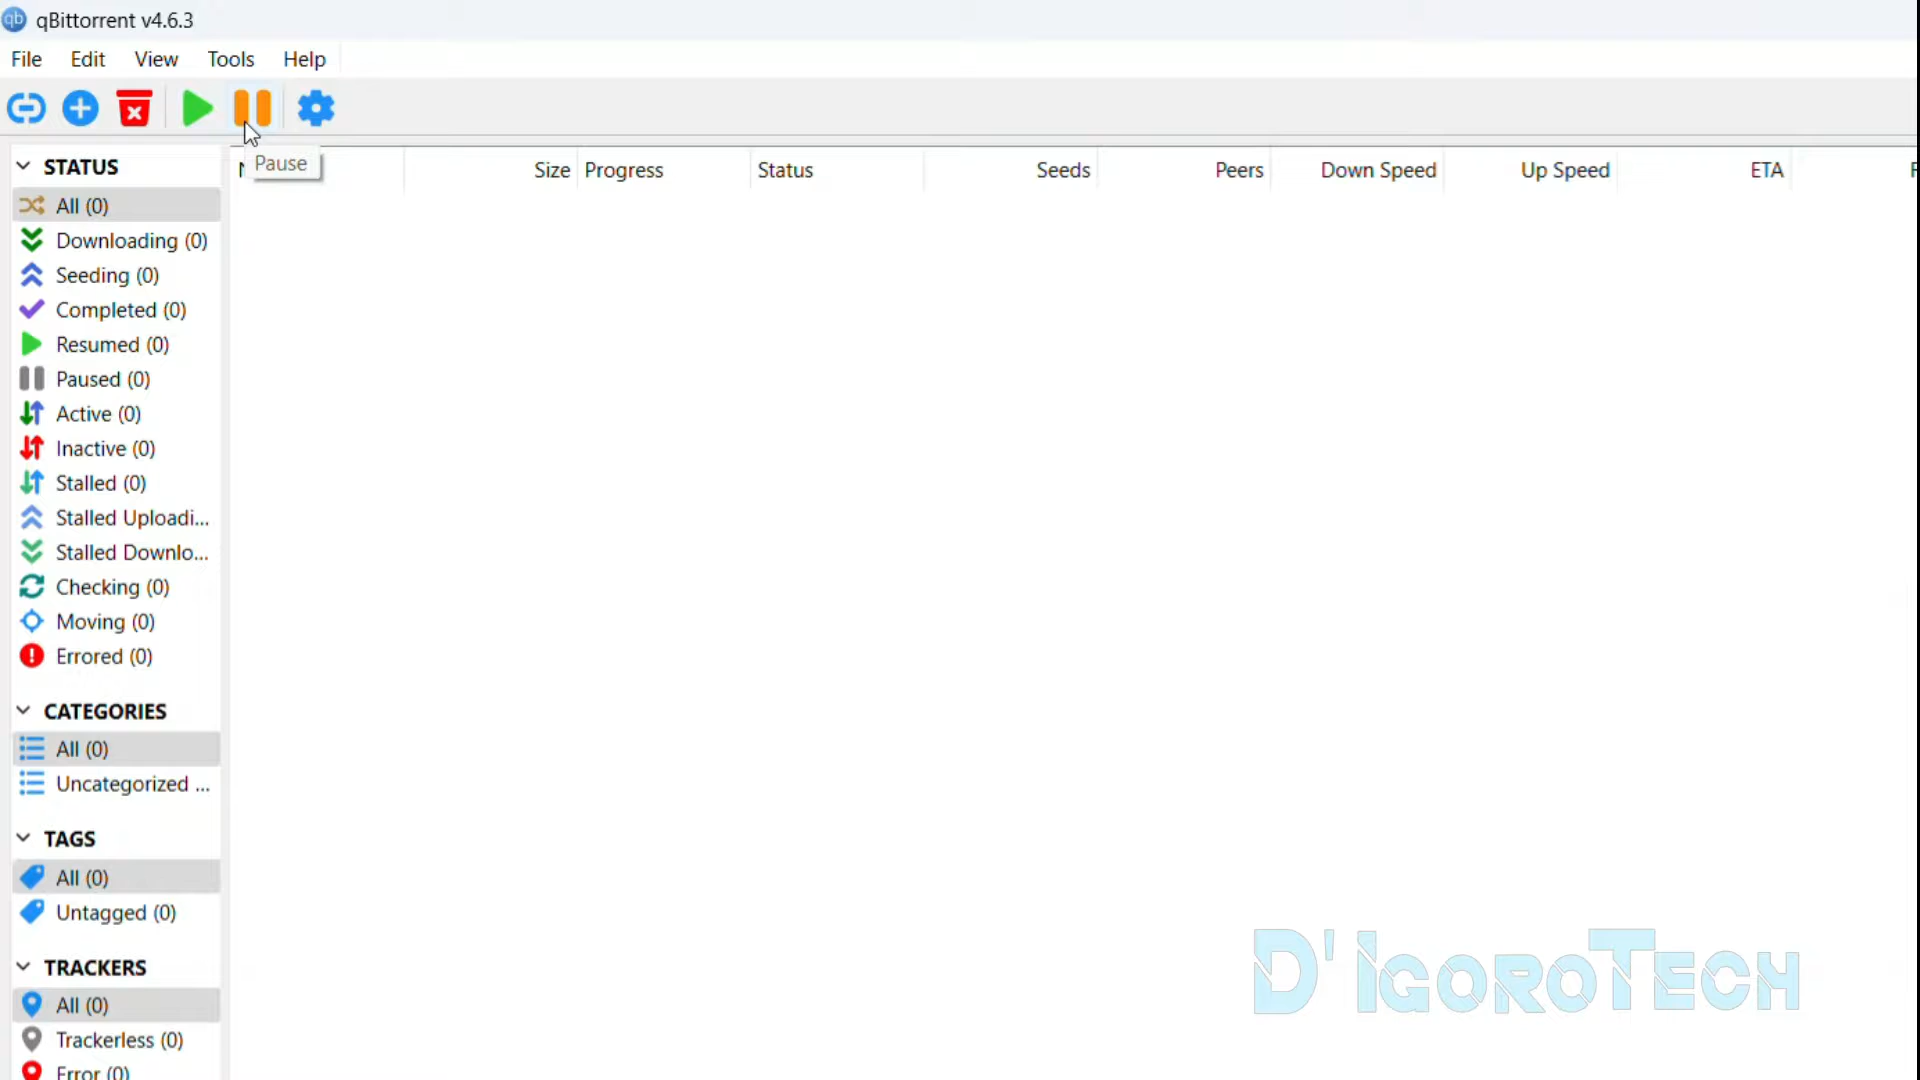 qb qBittorrent v4.6.3
File Edit View Tools Help
Pause
Size Progress Status Seeds Peers Down Speed Up Speed ETA
STATUS
All (0)
Downloading (0)
Seeding (0)
Completed (0)
Resumed (0)
Paused (0)
Active (0)
Inactive (0)
Stalled (0)
Stalled Uploadi...
Stalled Downlo...
Checking (0)
Moving (0)
Errored (0)
CATEGORIES
All (0)
Uncategorized ...
TAGS
All (0)
Untagged (0)
TRACKERS
All (0)
Trackerless (0)
Error (0)
D'IGOROTECH